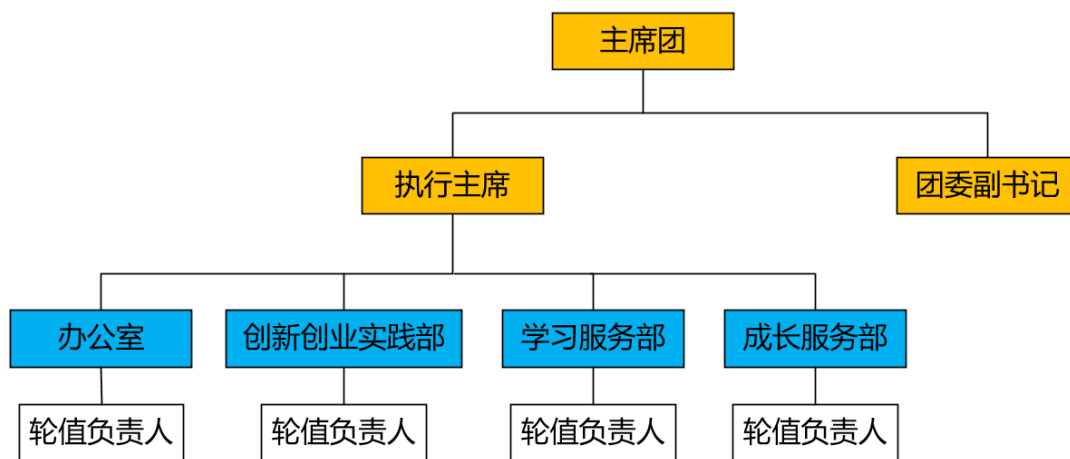 主席团
执行主席
团委副书记
办公室
创新创业实践部
学习服务部
成长服务部
轮值负责人
轮值负责人
轮值负责人
轮值负责人